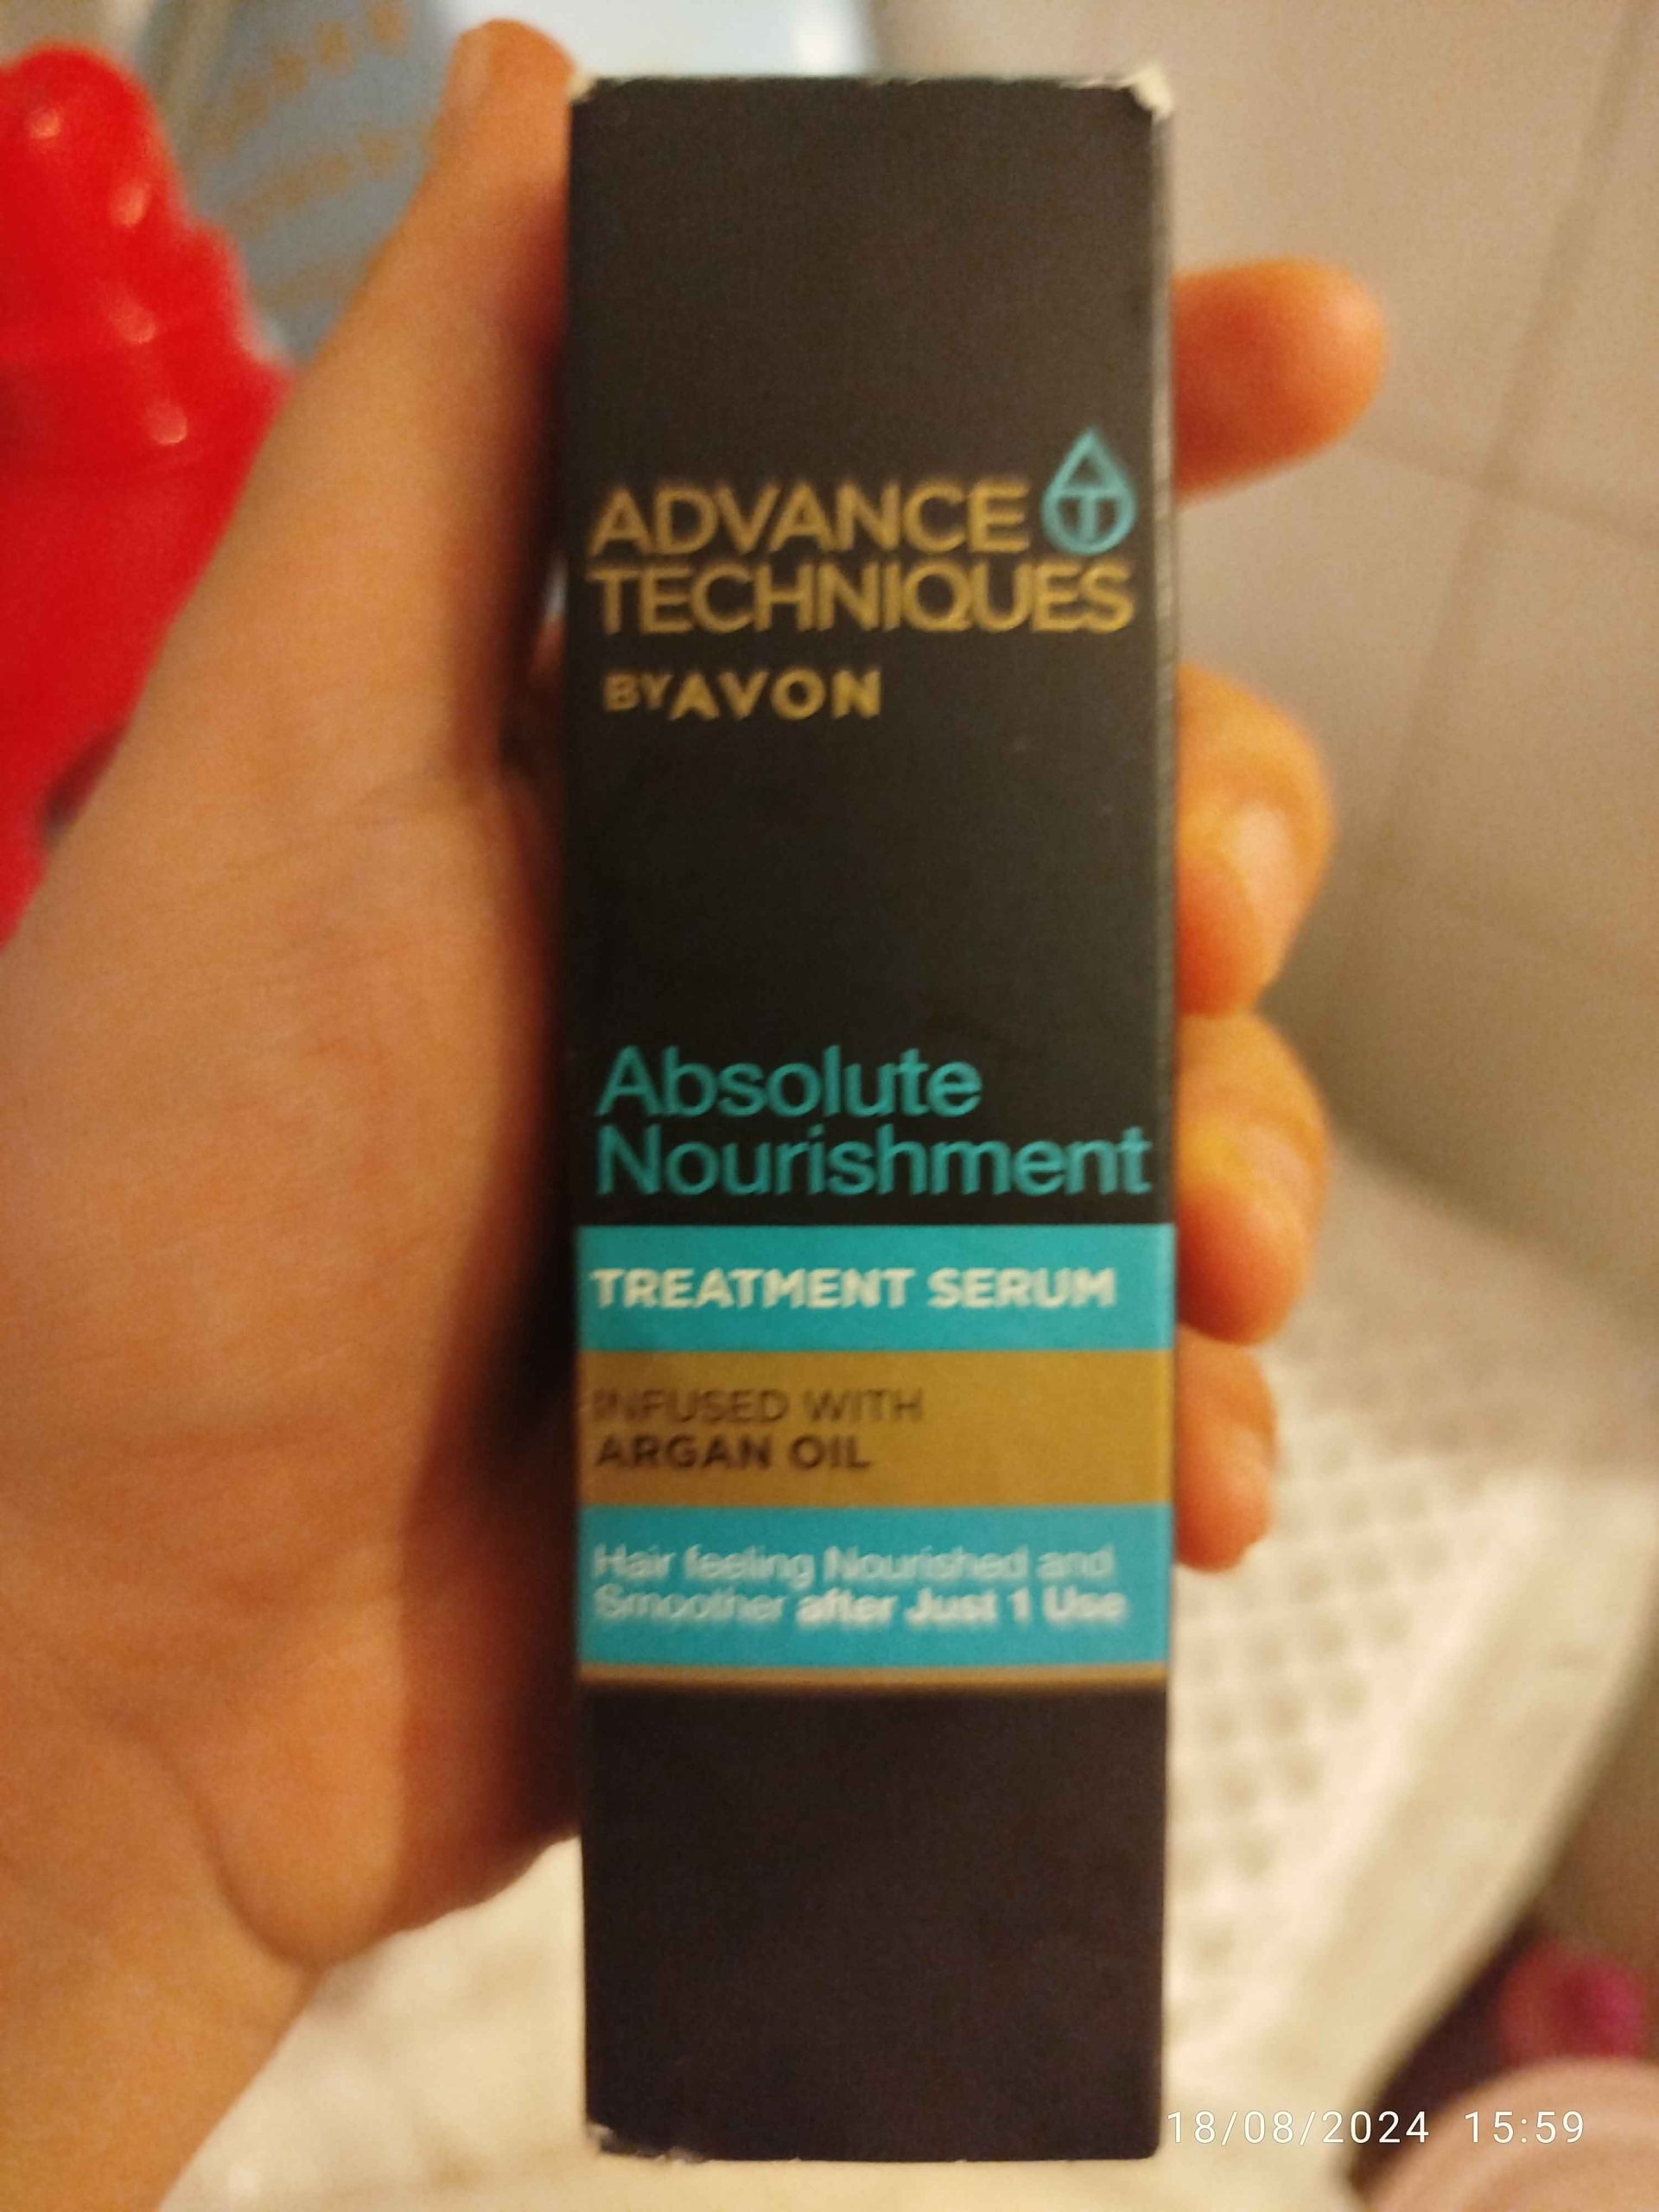 ADVANCE
TECHNIQUES
BY AVON
Absolute
Nourishment
TREATMENT SERUM
INFUSED WITH
ARGAN OIL
Hair feeling Nourished and
Smoother after Just 1 Use
18/08/2024 15:59